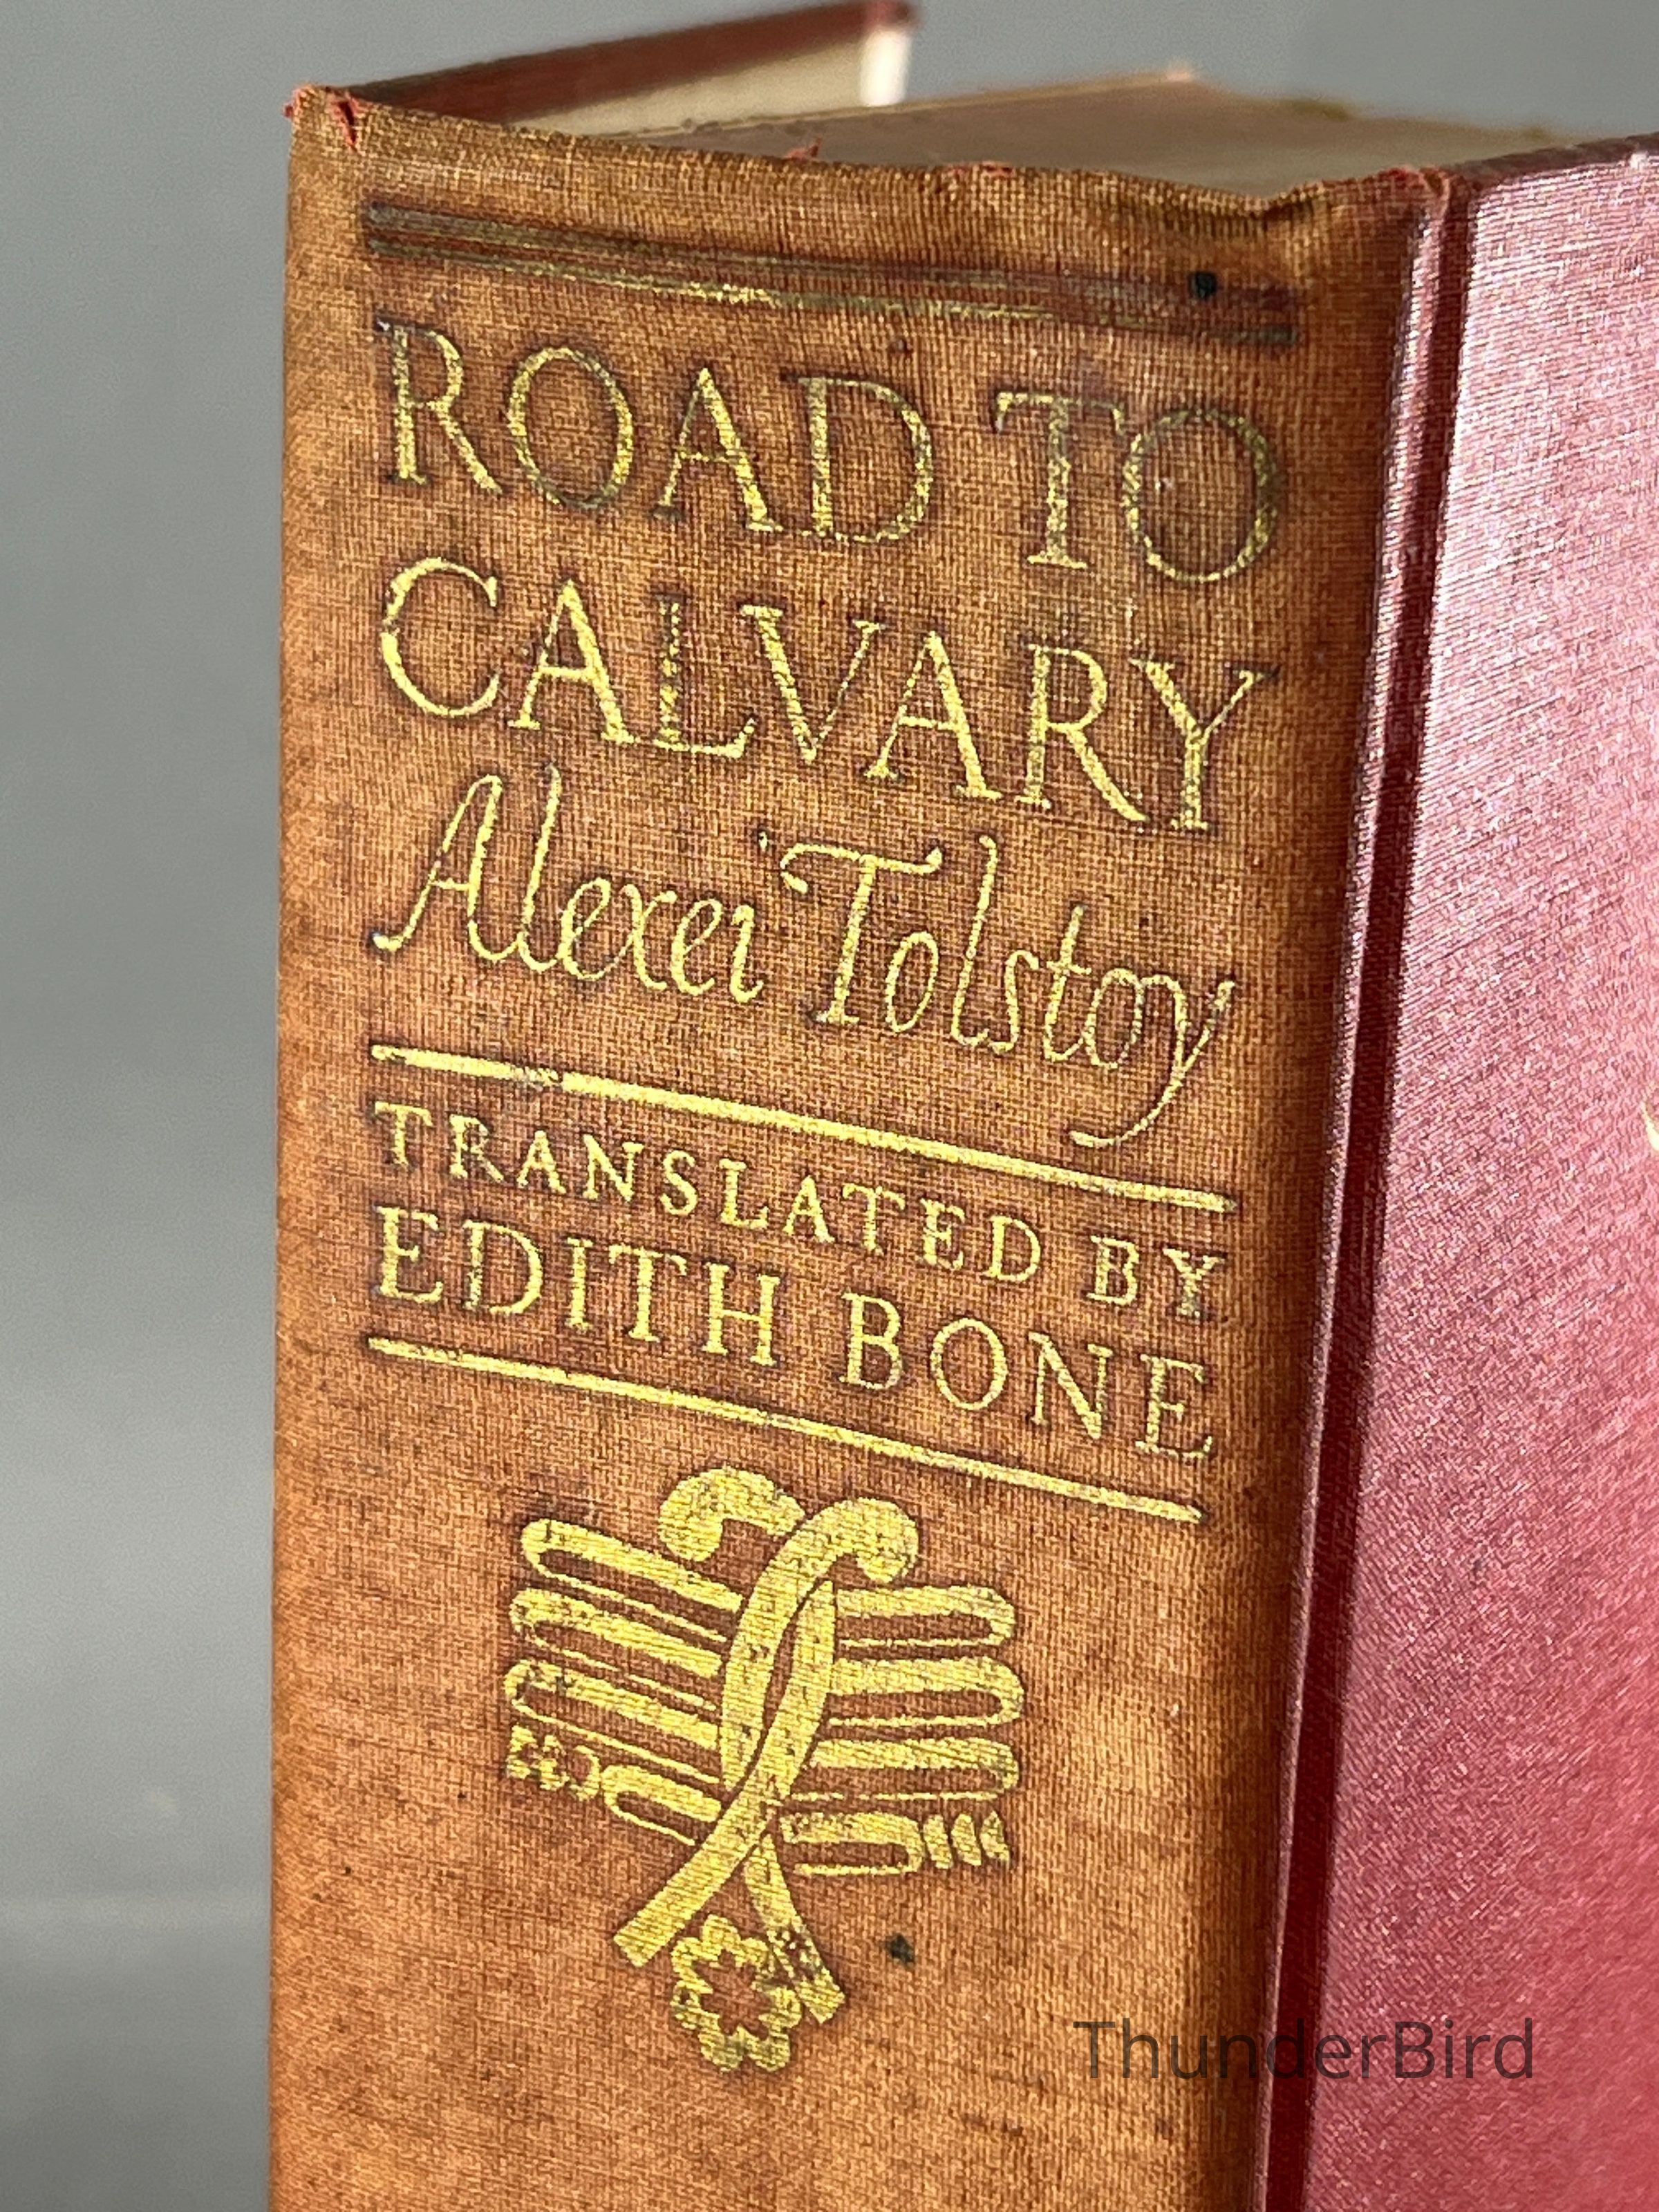 ROAD TO
CALVARY
Alexei Tolstoy
TRANSLATED BY
EDITH BONE
ThunderBird